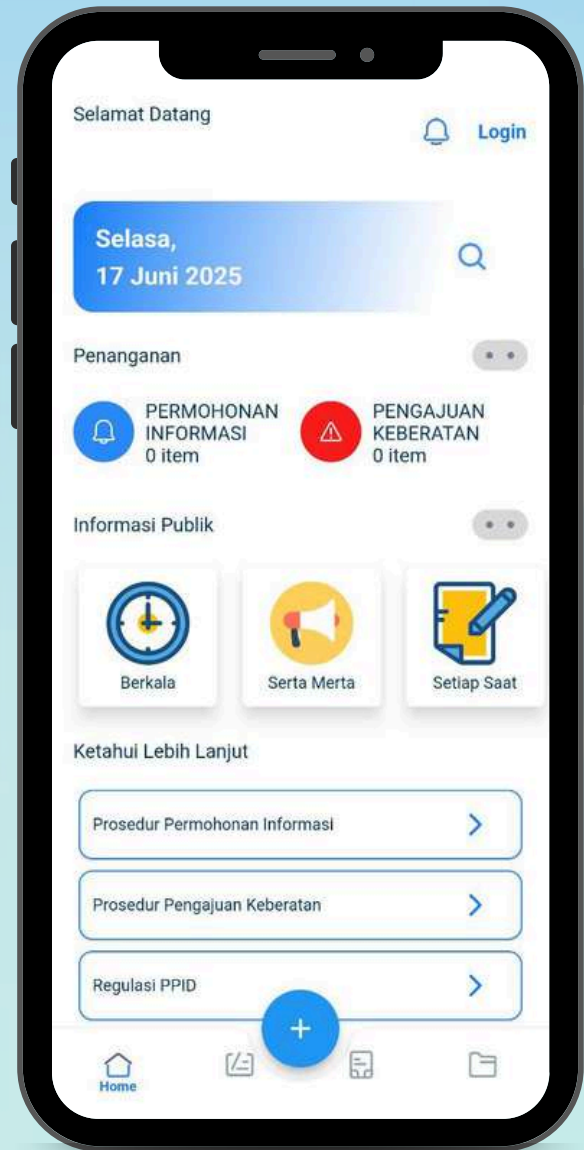 Selamat Datang
Login
Selasa,
17 Juni 2025
Penanganan
PERMOHONAN
INFORMASI
0 item
PENGAJUAN
KEBERATAN
0 item
Informasi Publik
Berkala
Serta Merta
Setiap Saat
Ketahui Lebih Lanjut
Prosedur Permohonan Informasi
Prosedur Pengajuan Keberatan
Regulasi PPID
Home